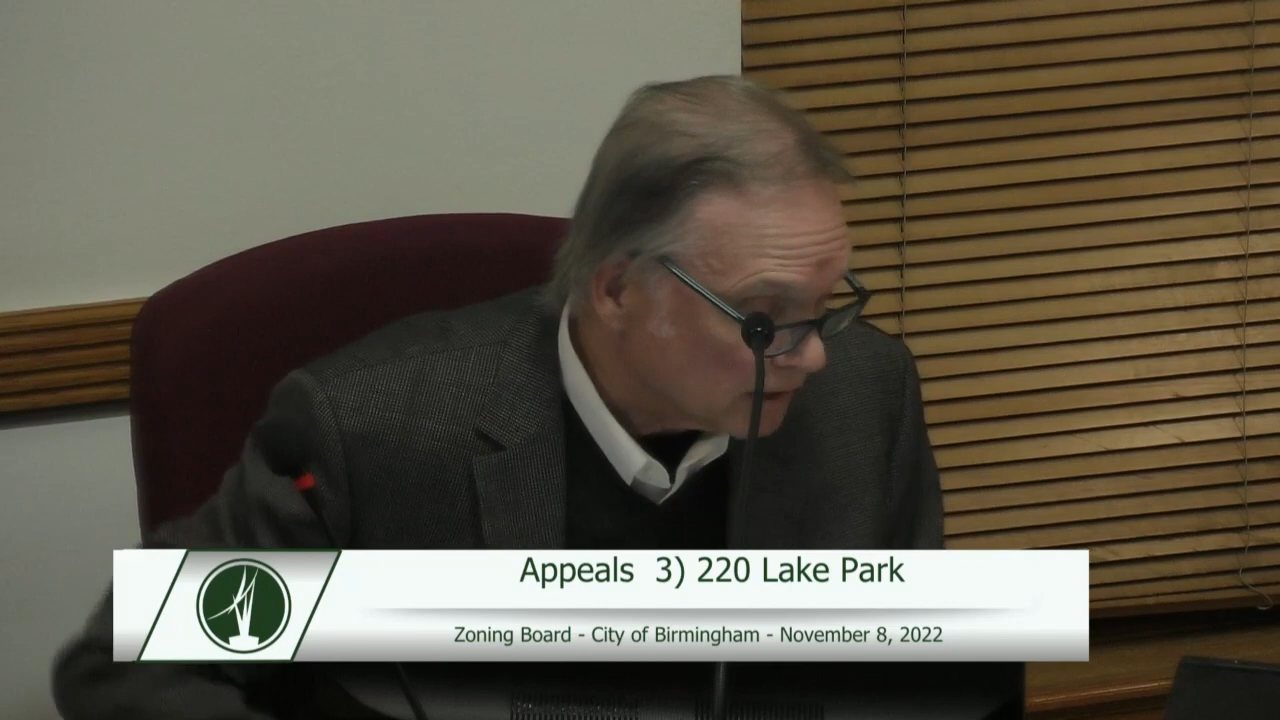 Appeals 3) 220 Lake Park
Zoning Board - City of Birmingham - November 8, 2022